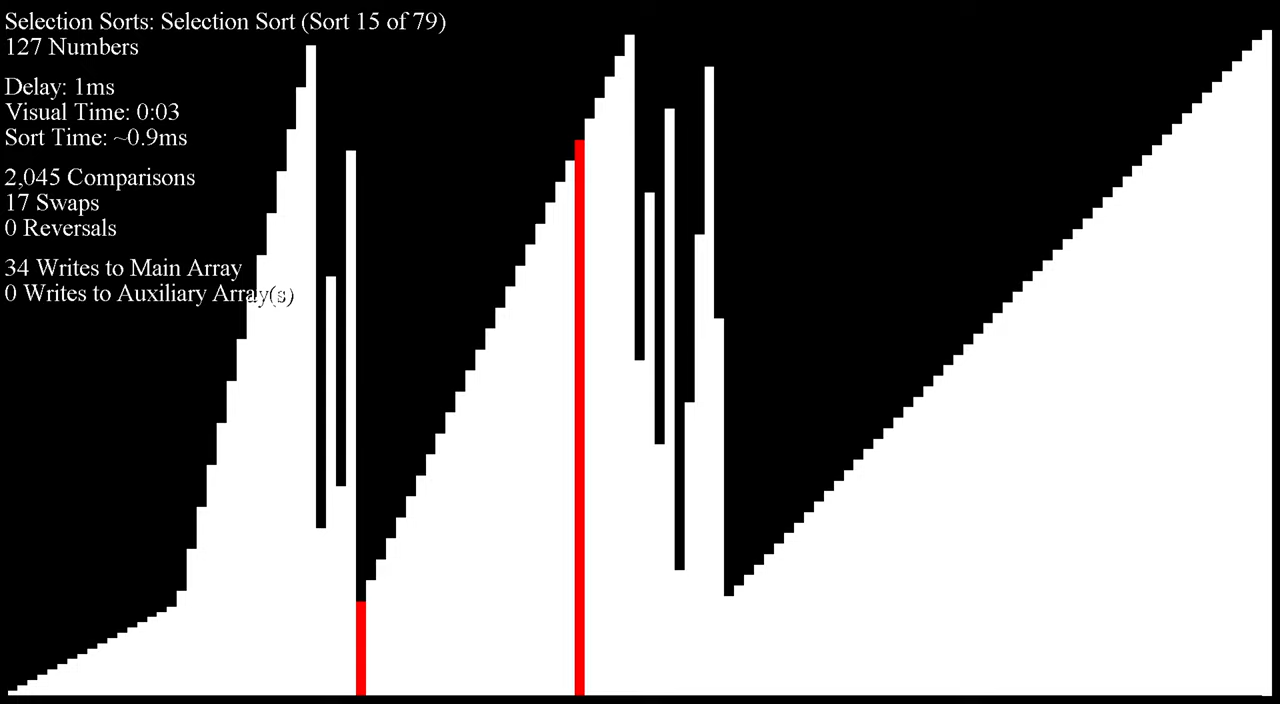 Selection Sorts: Selection Sort (Sort 15 of 79)
127 Numbers
Delay: 1ms
Visual Time: 0:03
Sort Time: ~0.9ms
2,045 Comparisons
17 Swaps
0 Reversals
34 Writes to Main Array
0 Writes to Auxiliary Array(s)